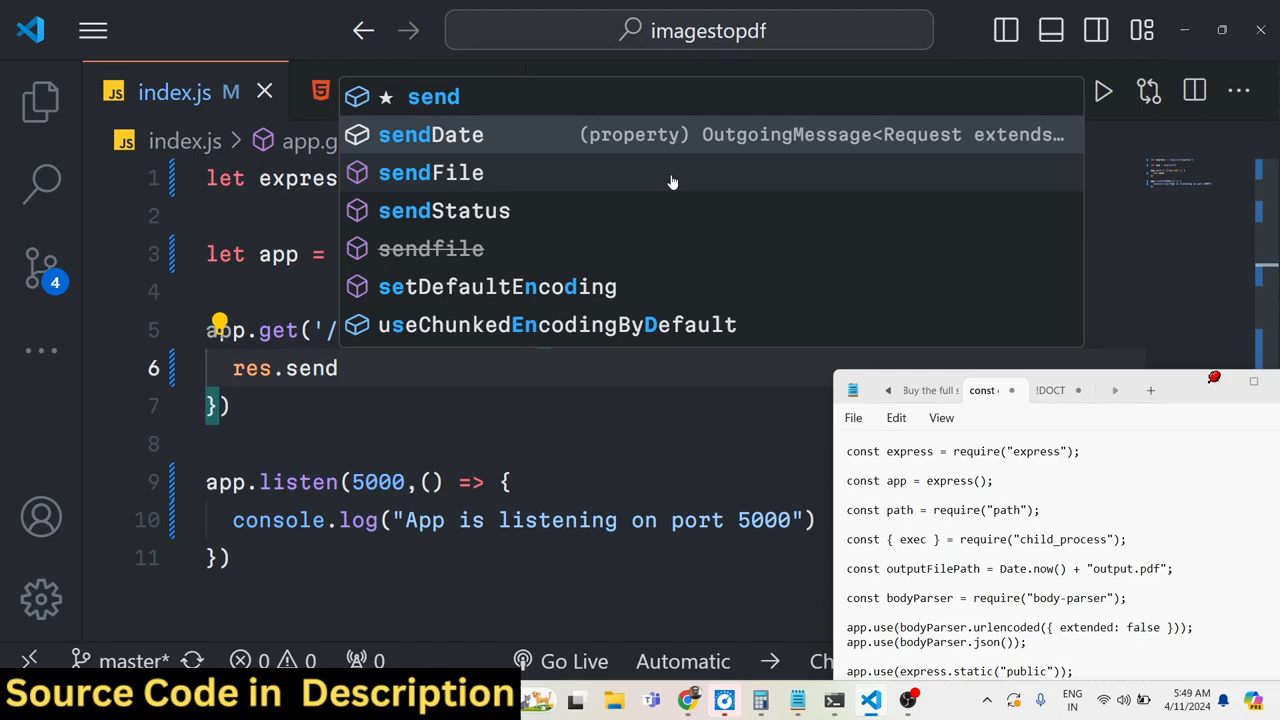 imagestopdf
index.js M
index.js > app.g
★ send
sendDate (property) OutgoingMessage<Request extends…
sendFile
sendStatus
sendfile
setDefaultEncoding
useChunkedEncodingByDefault
1 let expres
2
3 let app =
4
5 app.get('/
6 res.send
7 })
8
9 app.listen(5000,() => {
10 console.log("App is listening on port 5000")
11 })
4
Buy the full s
const (
!DOCT
File Edit View
const express = require("express");
const app = express();
const path = require("path");
const { exec } = require("child_process");
const outputFilePath = Date.now() + "output.pdf";
const bodyParser = require("body-parser");
app.use(bodyParser.urlencoded({ extended: false }));
app.use(bodyParser.json());
app.use(express.static("public"));
master* 0 0 0 Go Live Automatic Ch
Source Code in Description
ENG
IN
5:49 AM
4/11/2024
PRE